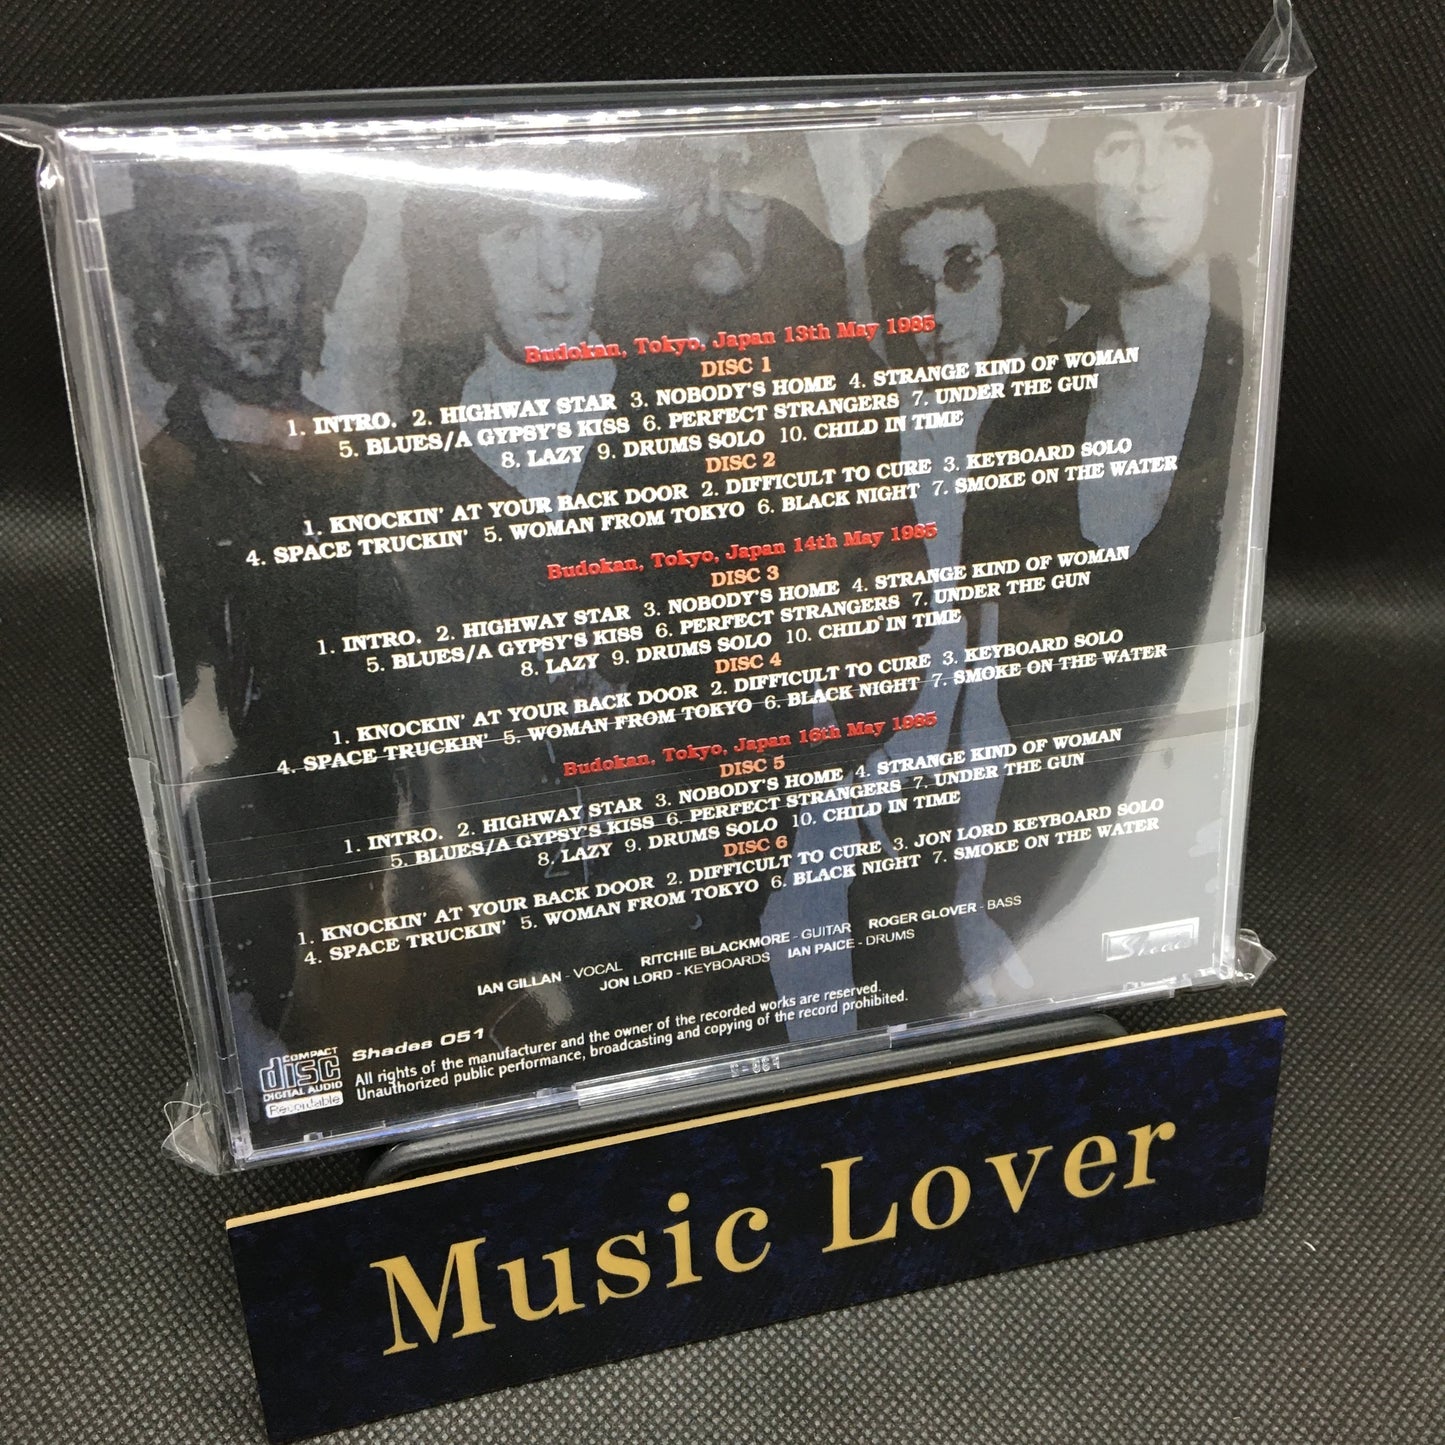 Budokan, Tokyo, Japan 13th May 1985
DISC 1
1. INTRO. 2. HIGHWAY STAR 3. NOBODY'S HOME 4. STRANGE KIND OF WOMAN
5. BLUES/A GYPSY'S KISS 6. PERFECT STRANGERS 7. UNDER THE GUN
8. LAZY 9. DRUMS SOLO 10. CHILD IN TIME
DISC 2
1. KNOCKIN' AT YOUR BACK DOOR 2. DIFFICULT TO CURE 3. KEYBOARD SOLO
4. SPACE TRUCKIN' 5. WOMAN FROM TOKYO 6. BLACK NIGHT 7. SMOKE ON THE WATER
Budokan, Tokyo, Japan 14th May 1985
DISC 3
1. INTRO. 2. HIGHWAY STAR 3. NOBODY'S HOME 4. STRANGE KIND OF WOMAN
5. BLUES/A GYPSY'S KISS 6. PERFECT STRANGERS 7. UNDER THE GUN
8. LAZY 9. DRUMS SOLO 10. CHILD IN TIME
DISC 4
1. KNOCKIN' AT YOUR BACK DOOR 2. DIFFICULT TO CURE 3. KEYBOARD SOLO
4. SPACE TRUCKIN' 5. WOMAN FROM TOKYO 6. BLACK NIGHT 7. SMOKE ON THE WATER
Budokan, Tokyo, Japan 16th May 1985
DISC 5
1. INTRO. 2. HIGHWAY STAR 3. NOBODY'S HOME 4. STRANGE KIND OF WOMAN
5. BLUES/A GYPSY'S KISS 6. PERFECT STRANGERS 7. UNDER THE GUN
8. LAZY 9. DRUMS SOLO 10. CHILD IN TIME
DISC 6
1. KNOCKIN' AT YOUR BACK DOOR 2. DIFFICULT TO CURE 3. JON LORD KEYBOARD SOLO
4. SPACE TRUCKIN' 5. WOMAN FROM TOKYO 6. BLACK NIGHT 7. SMOKE ON THE WATER
IAN GILLAN - VOCAL RITCHIE BLACKMORE - GUITAR ROGER GLOVER - BASS
JON LORD - KEYBOARDS IAN PAICE - DRUMS
Shades 051
All rights of the manufacturer and the owner of the recorded works are reserved.
Unauthorized public performance, broadcasting and copying of the record prohibited.
COMPACT
disc
DIGITAL AUDIO
Recordable
Music Lover